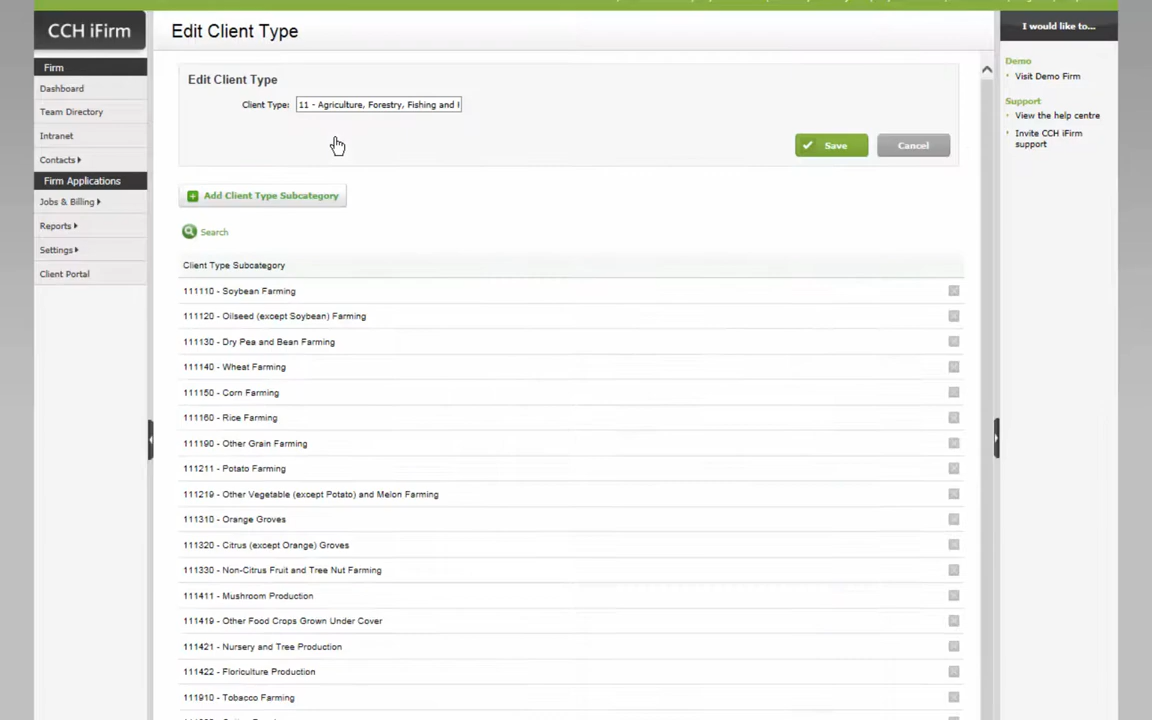 CCH iFirm
Edit Client Type
I would like to...
Firm
Dashboard
Team Directory
Intranet
Contacts
Firm Applications
Jobs & Billing
Reports
Settings
Client Portal
Edit Client Type
Client Type: 11 - Agriculture, Forestry, Fishing and
Save
Cancel
Add Client Type Subcategory
Search
Client Type Subcategory
111110 - Soybean Farming
111120 - Oilseed (except Soybean) Farming
111130 - Dry Pea and Bean Farming
111140 - Wheat Farming
111150 - Corn Farming
111160 - Rice Farming
111190 - Other Grain Farming
111211 - Potato Farming
111219 - Other Vegetable (except Potato) and Melon Farming
111310 - Orange Groves
111320 - Citrus (except Orange) Groves
111330 - Non-Citrus Fruit and Tree Nut Farming
111411 - Mushroom Production
111419 - Other Food Crops Grown Under Cover
111421 - Nursery and Tree Production
111422 - Floriculture Production
111910 - Tobacco Farming
Demo
Visit Demo Firm
Support
View the help centre
Invite CCH iFirm
support